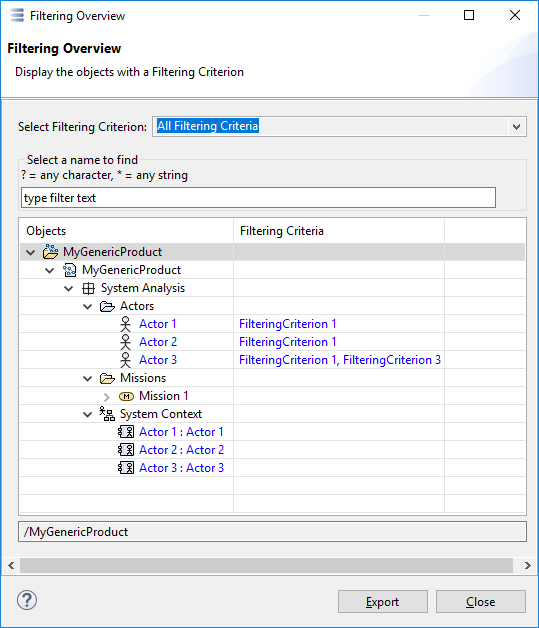 Filtering Overview
Filtering Overview
Display the objects with a Filtering Criterion
Select Filtering Criterion: All Filtering Criteria
Select a name to find
? = any character, * = any string
type filter text
Objects Filtering Criteria
MyGenericProduct
MyGenericProduct
System Analysis
Actors
Actor 1 FilteringCriterion 1
Actor 2 FilteringCriterion 1
Actor 3 FilteringCriterion 1, FilteringCriterion 3
Missions
M Mission 1
System Context
Actor 1 : Actor 1
Actor 2 : Actor 2
Actor 3 : Actor 3
/MyGenericProduct
? Export Close